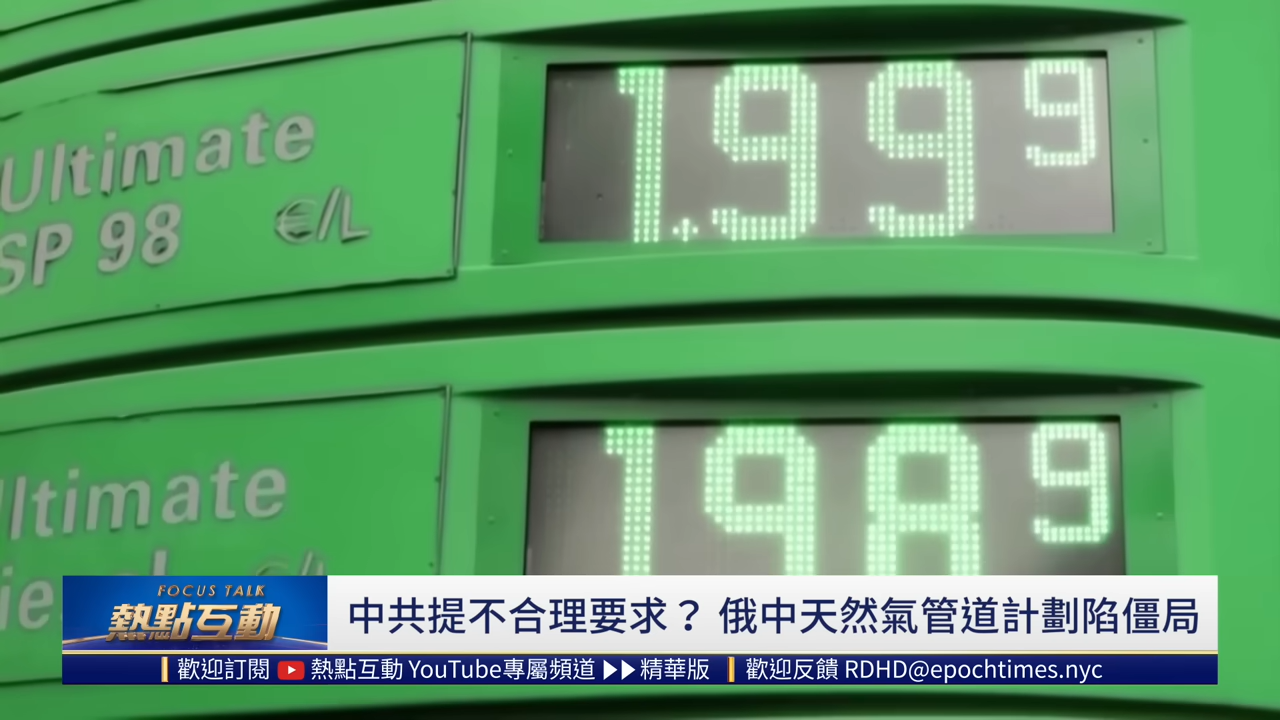 Ultimate
SP 98 €/L
1.99 9
ltimate
198 9
FOCUS TALK
熱點互動
中共提不合理要求？ 俄中天然氣管道計劃陷僵局
歡迎訂閱 熱點互動 YouTube專屬頻道 ▶▶ 精華版 歡迎反饋 RDHD@epochtimes.nyc